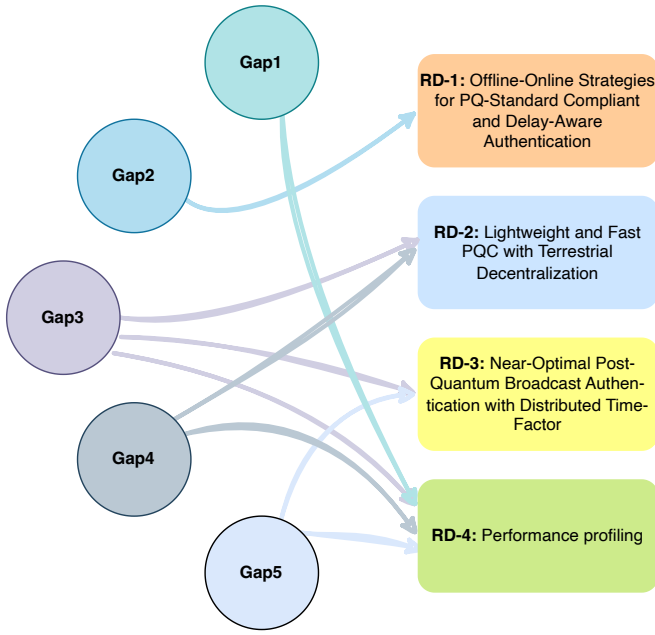 Gap1
Gap2
Gap3
Gap4
Gap5
RD-1: Offline-Online Strategies
for PQ-Standard Compliant
and Delay-Aware
Authentication
RD-2: Lightweight and Fast
PQC with Terrestrial
Decentralization
RD-3: Near-Optimal Post-
Quantum Broadcast Authen-
tication with Distributed Time-
Factor
RD-4: Performance profiling